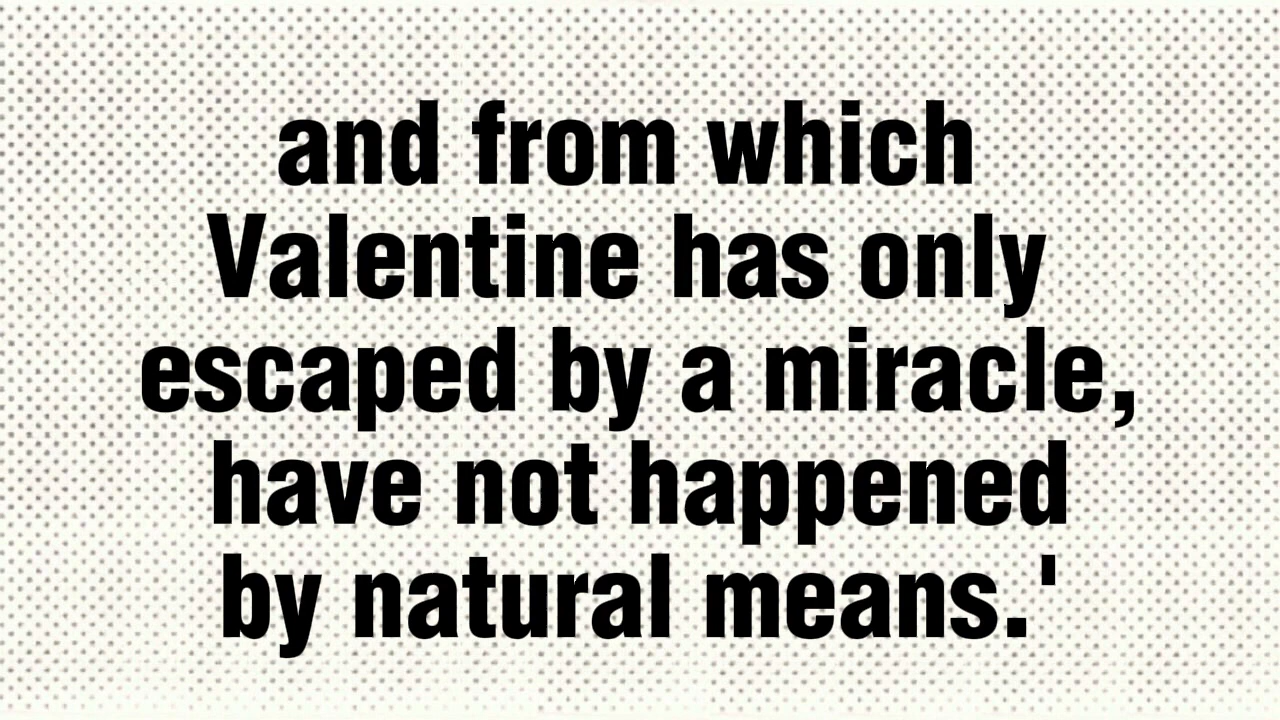 and from which
Valentine has only
escaped by a miracle,
have not happened
by natural means.'